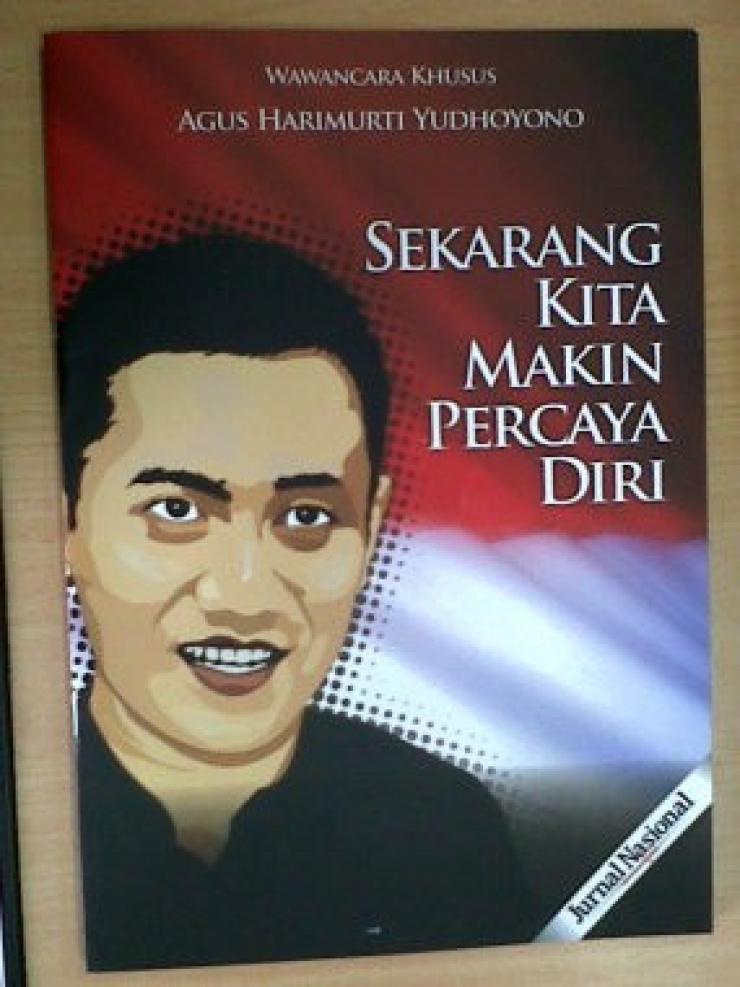 WAWANCARA KHUSUS
AGUS HARIMURTI YUDHOYONO
SEKARANG
KITA
MAKIN
PERCAYA
DIRI
Jurnal Nasional